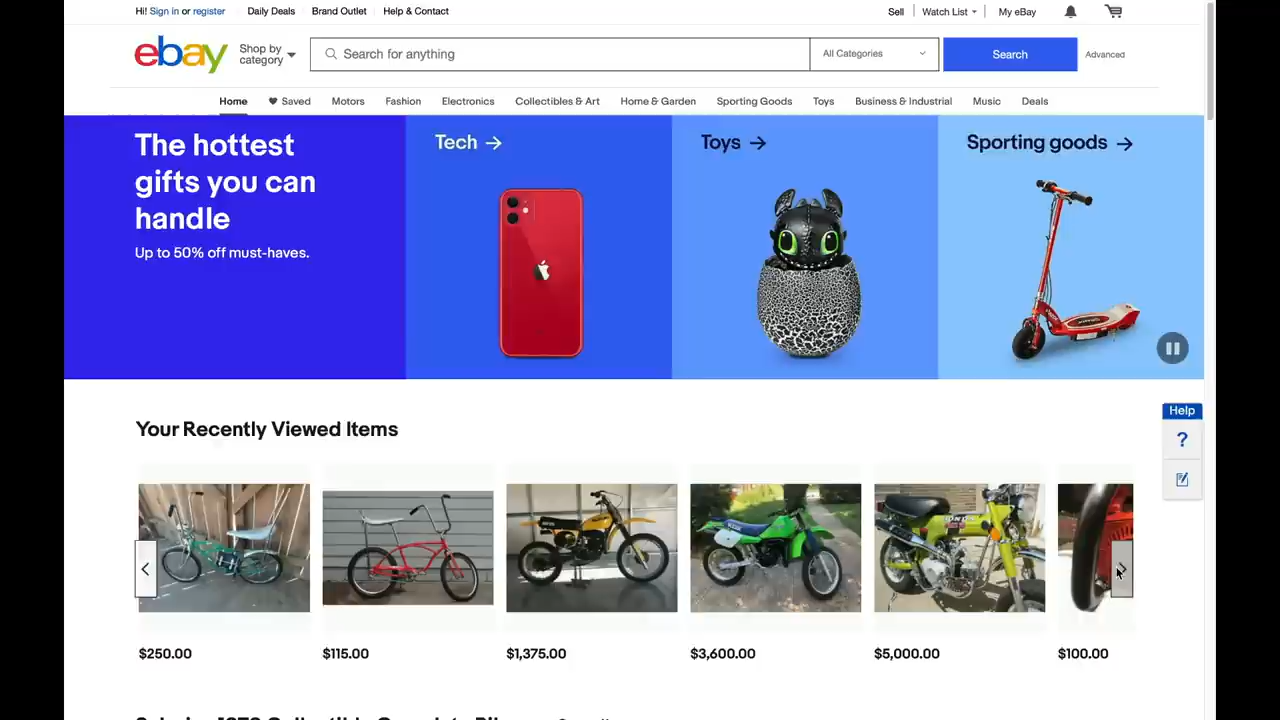 Hi! Sign in or register Daily Deals Brand Outlet Help & Contact Sell Watch List My eBay
ebay Shop by category Search for anything All Categories Search Advanced
Home Saved Motors Fashion Electronics Collectibles & Art Home & Garden Sporting Goods Toys Business & Industrial Music Deals
The hottest
gifts you can
handle
Up to 50% off must-haves.
Tech →
Toys →
Sporting goods →
Help
?
Your Recently Viewed Items
$250.00 $115.00 $1,375.00 $3,600.00 $5,000.00 $100.00